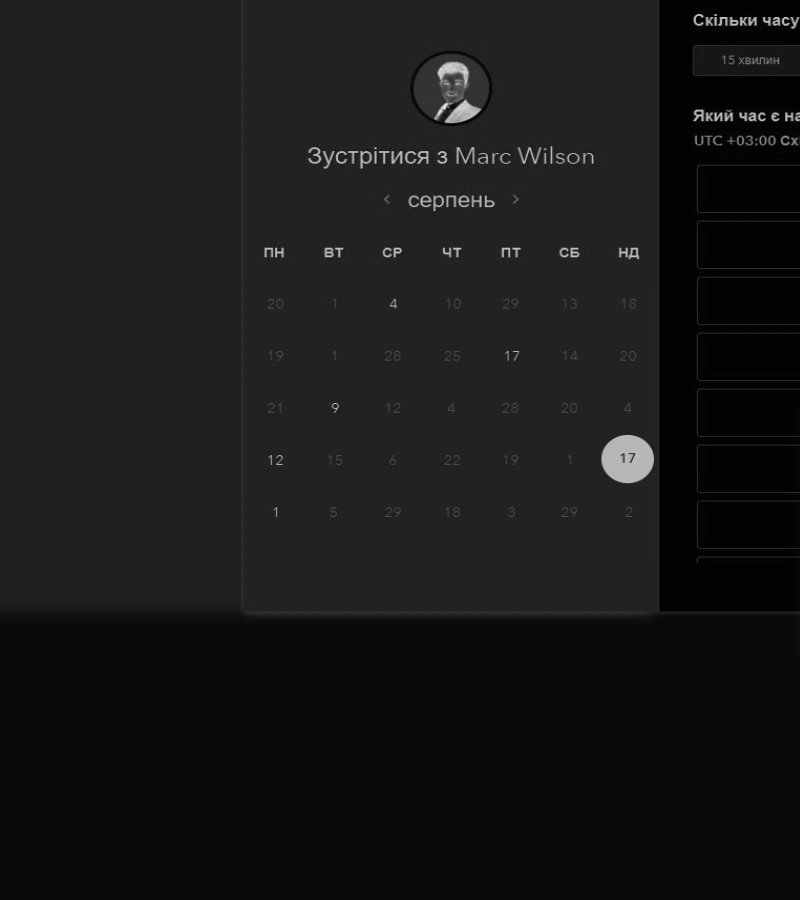 Зустрітися з Marc Wilson
серпень
ПН ВТ СР ЧТ ПТ СБ НД
20 1 4 10 29 13 18
19 1 28 25 17 14 20
21 9 12 4 28 20 4
12 15 6 22 19 1 17
1 5 29 18 3 29 2
Скільки часу
15 хвилин
Який час є
UTC +03:00